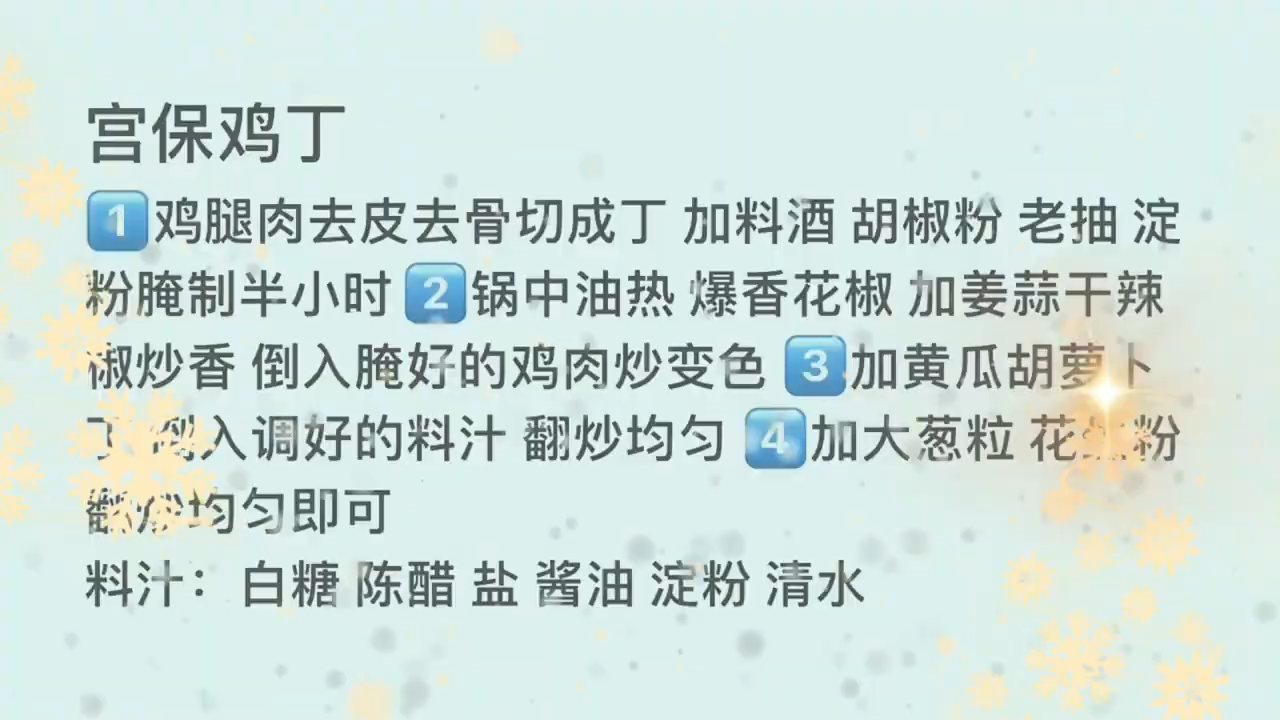 宫保鸡丁
1鸡腿肉去皮去骨切成丁 加料酒 胡椒粉 老抽 淀
粉腌制半小时 2锅中油热 爆香花椒 加姜蒜干辣
椒炒香 倒入腌好的鸡肉炒变色 3加黄瓜胡萝卜
丁 倒入调好的料汁 翻炒均匀 4加大葱粒 花生粉
翻炒均匀即可
料汁：白糖 陈醋 盐 酱油 淀粉 清水